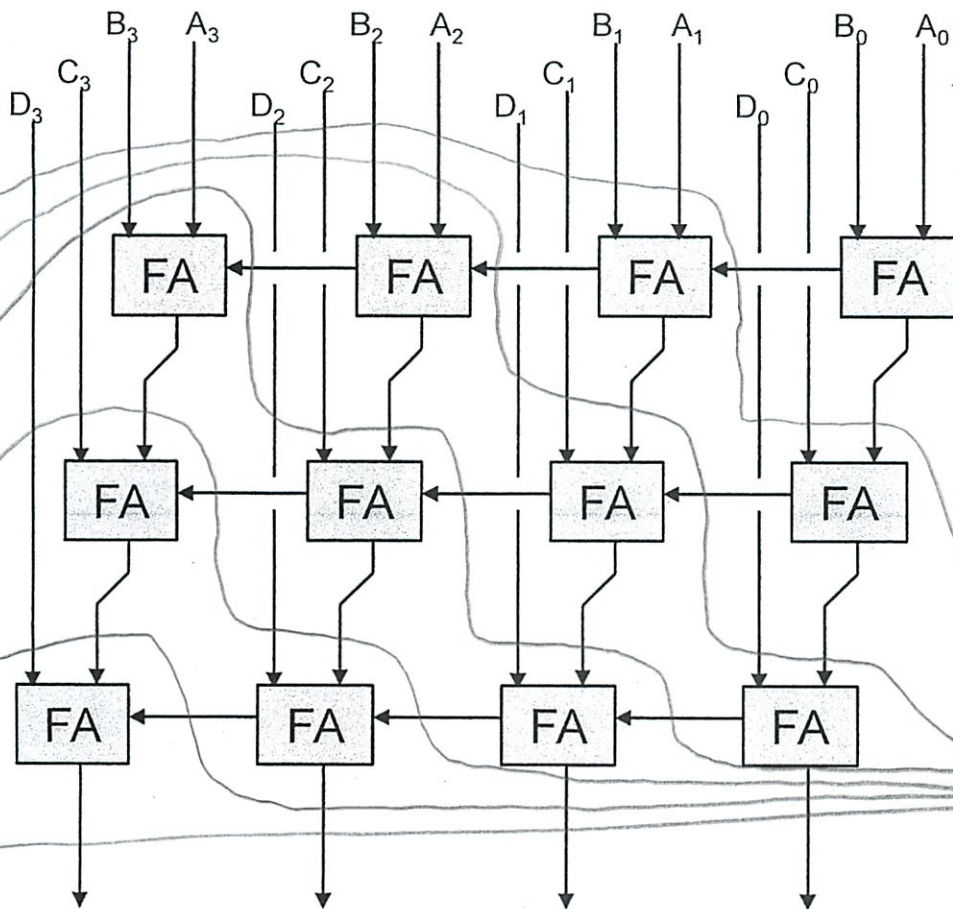 B₃ A₃ B₂ A₂ B₁ A₁ B₀ A₀
C₃ C₂ C₁ C₀
D₃ D₂ D₁ D₀
FA FA FA FA
FA FA FA FA
FA FA FA FA